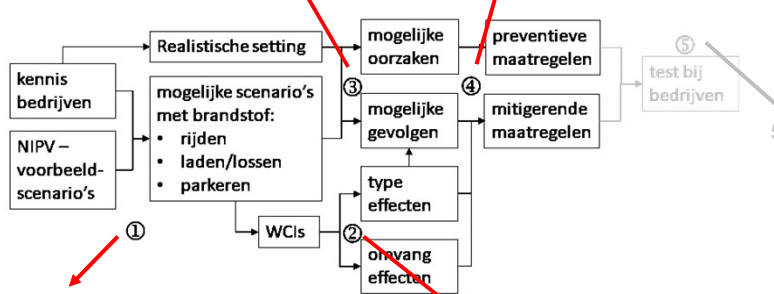 Realistische setting
kennis
bedrijven
NIPV –
voorbeeld-
scenario's
mogelijke scenario's
met brandstof:
• rijden
• laden/lossen
• parkeren
WCIs
①
②
③
④
⑤
mogelijke
oorzaken
mogelijke
gevolgen
type
effecten
omvang
effecten
preventieve
maatregelen
mitigerende
maatregelen
test bij
bedrijven